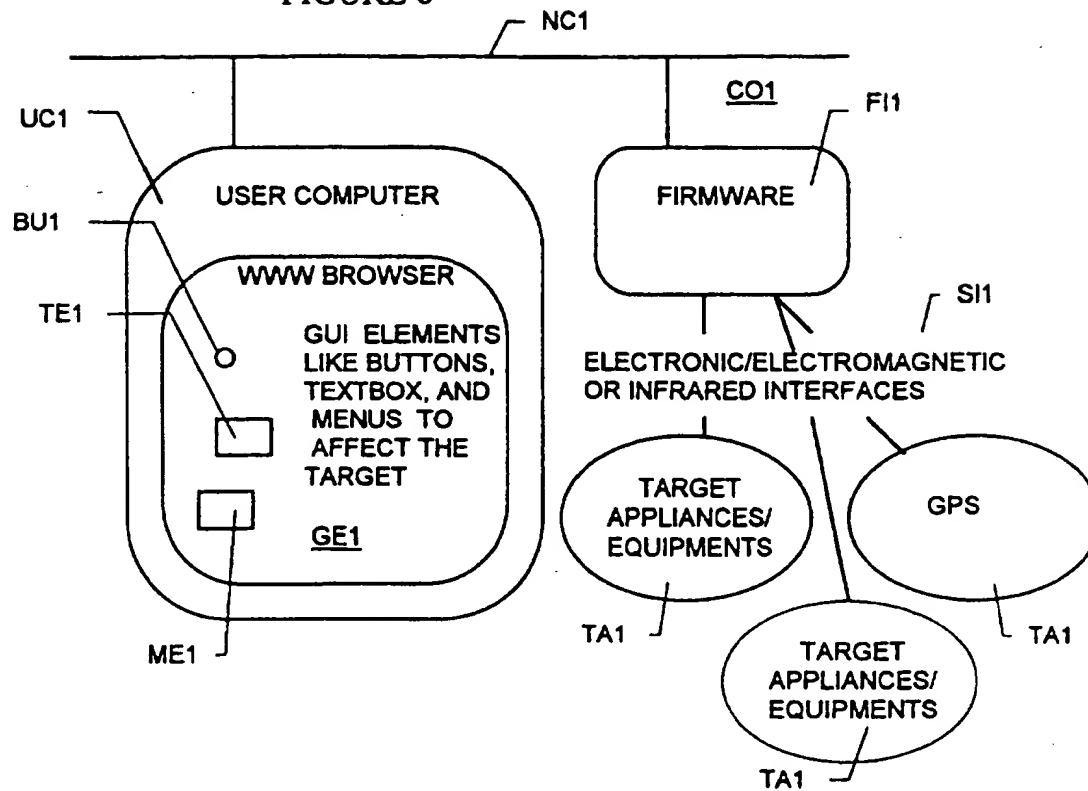 NC1
CO1
FI1
UC1
USER COMPUTER
FIRMWARE
BU1
WWW BROWSER
TE1
SI1
GUI ELEMENTS
LIKE BUTTONS,
TEXTBOX, AND
MENUS TO
AFFECT THE
TARGET
ELECTRONIC/ELECTROMAGNETIC
OR INFRARED INTERFACES
GE1
TARGET
APPLIANCES/
EQUIPMENTS
GPS
ME1
TA1
TA1
TARGET
APPLIANCES/
EQUIPMENTS
TA1